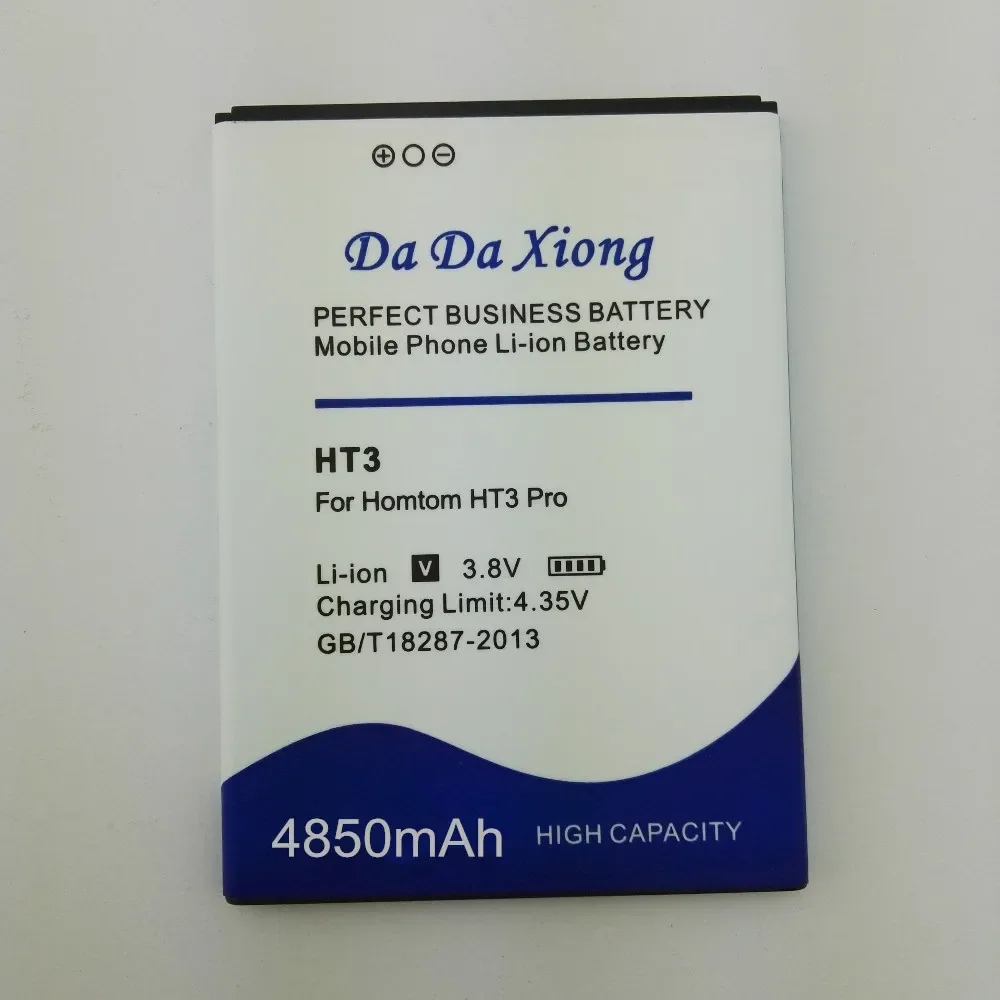 ⊕○⊖
Da Da Xiong
PERFECT BUSINESS BATTERY
Mobile Phone Li-ion Battery
HT3
For Homtom HT3 Pro
Li-ion V 3.8V
Charging Limit:4.35V
GB/T18287-2013
4850mAh HIGH CAPACITY